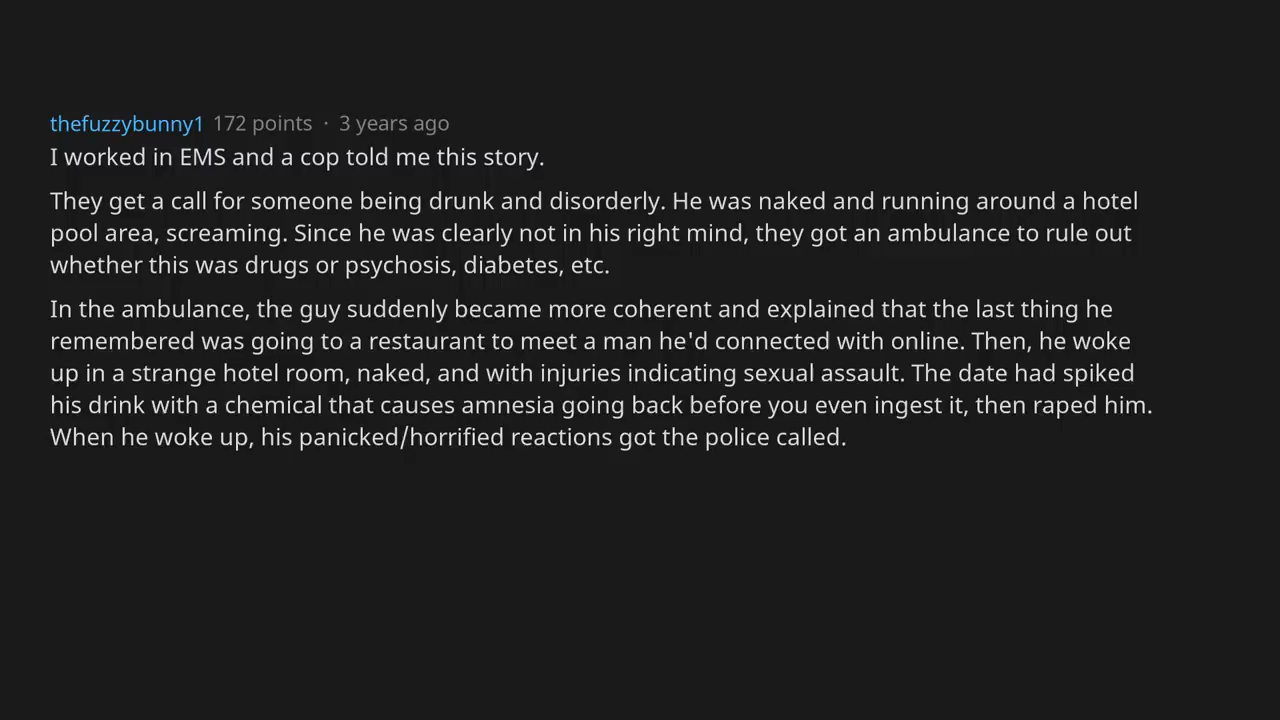 thefuzzybunny1 172 points · 3 years ago
I worked in EMS and a cop told me this story.
They get a call for someone being drunk and disorderly. He was naked and running around a hotel
pool area, screaming. Since he was clearly not in his right mind, they got an ambulance to rule out
whether this was drugs or psychosis, diabetes, etc.
In the ambulance, the guy suddenly became more coherent and explained that the last thing he
remembered was going to a restaurant to meet a man he'd connected with online. Then, he woke
up in a strange hotel room, naked, and with injuries indicating sexual assault. The date had spiked
his drink with a chemical that causes amnesia going back before you even ingest it, then raped him.
When he woke up, his panicked/horrified reactions got the police called.